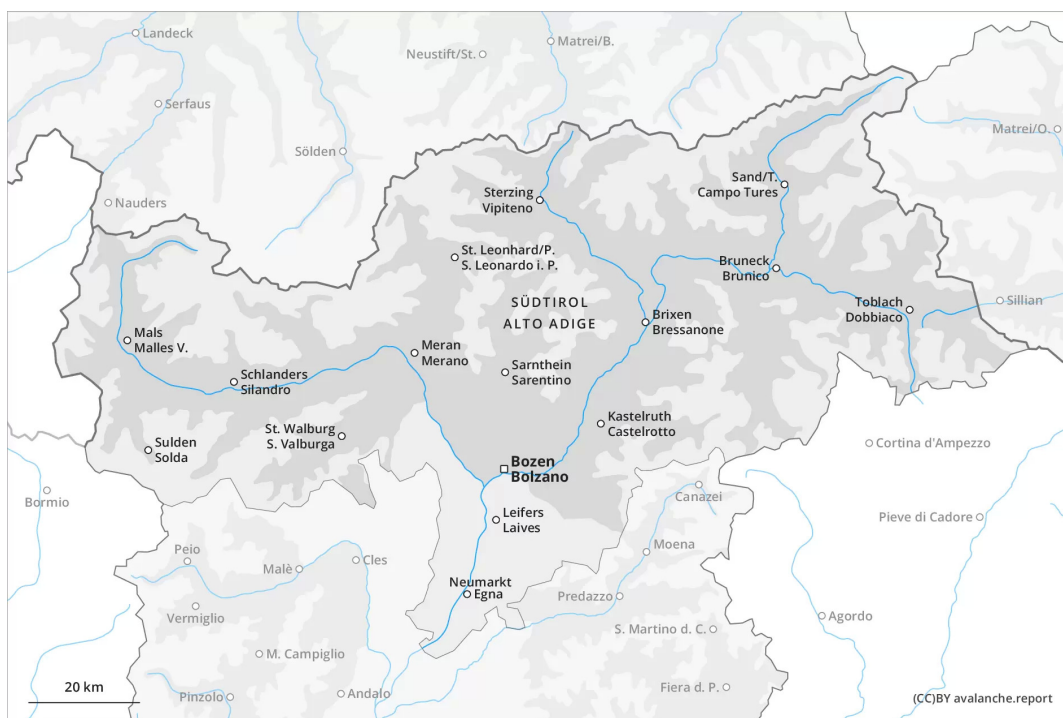 Landeck
Neustift/St.
Matrei/B.
Serfaus
Matrei/O.
Sölden
Sand/T.
Campo Tures
Sterzing
Vipiteno
Nauders
St. Leonhard/P.
S. Leonardo i. P.
Bruneck
Brunico
SÜDTIROL
ALTO ADIGE
Toblach
Dobbiaco
Sillian
Brixen
Bressanone
Mals
Malles V.
Meran
Merano
Sarnthein
Sarentino
Schlanders
Silandro
Kastelruth
Castelrotto
St. Walburg
S. Valburga
Sulden
Solda
Cortina d'Ampezzo
Bozen
Bolzano
Bormio
Canazei
Leifers
Laives
Pieve di Cadore
Peio
Malè
Cles
Moena
Neumarkt
Egna
Predazzo
Vermiglio
Agordo
S. Martino d. C.
M. Campiglio
20 km
Pinzolo
Andalo
Fiera d. P.
(CC)BY avalanche.report